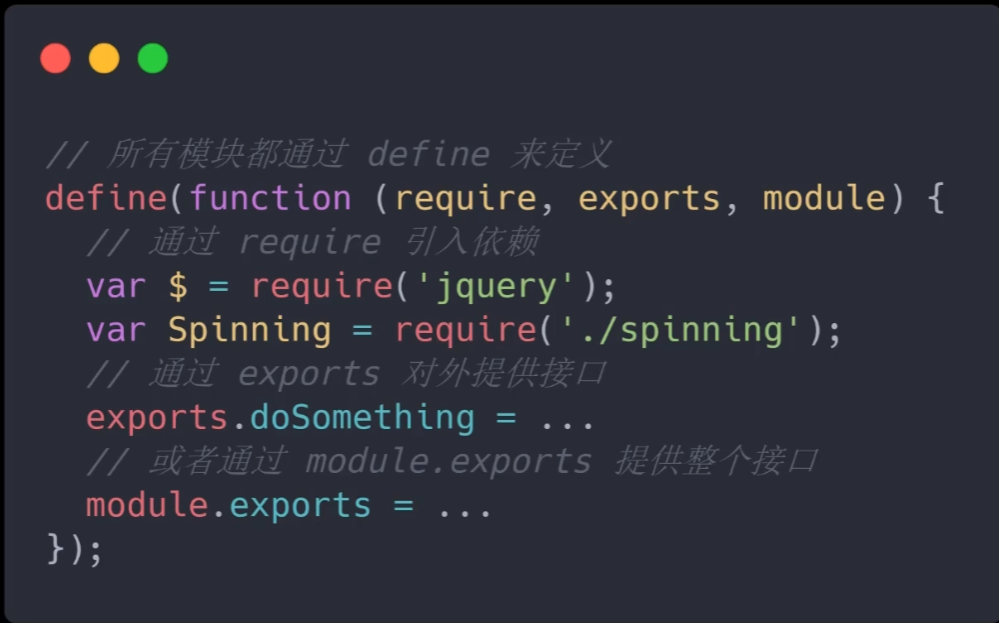 // 所有模块都通过 define 来定义
define(function (require, exports, module) {
  // 通过 require 引入依赖
  var $ = require('jquery');
  var Spinning = require('./spinning');
  // 通过 exports 对外提供接口
  exports.doSomething = ...
  // 或者通过 module.exports 提供整个接口
  module.exports = ...
});